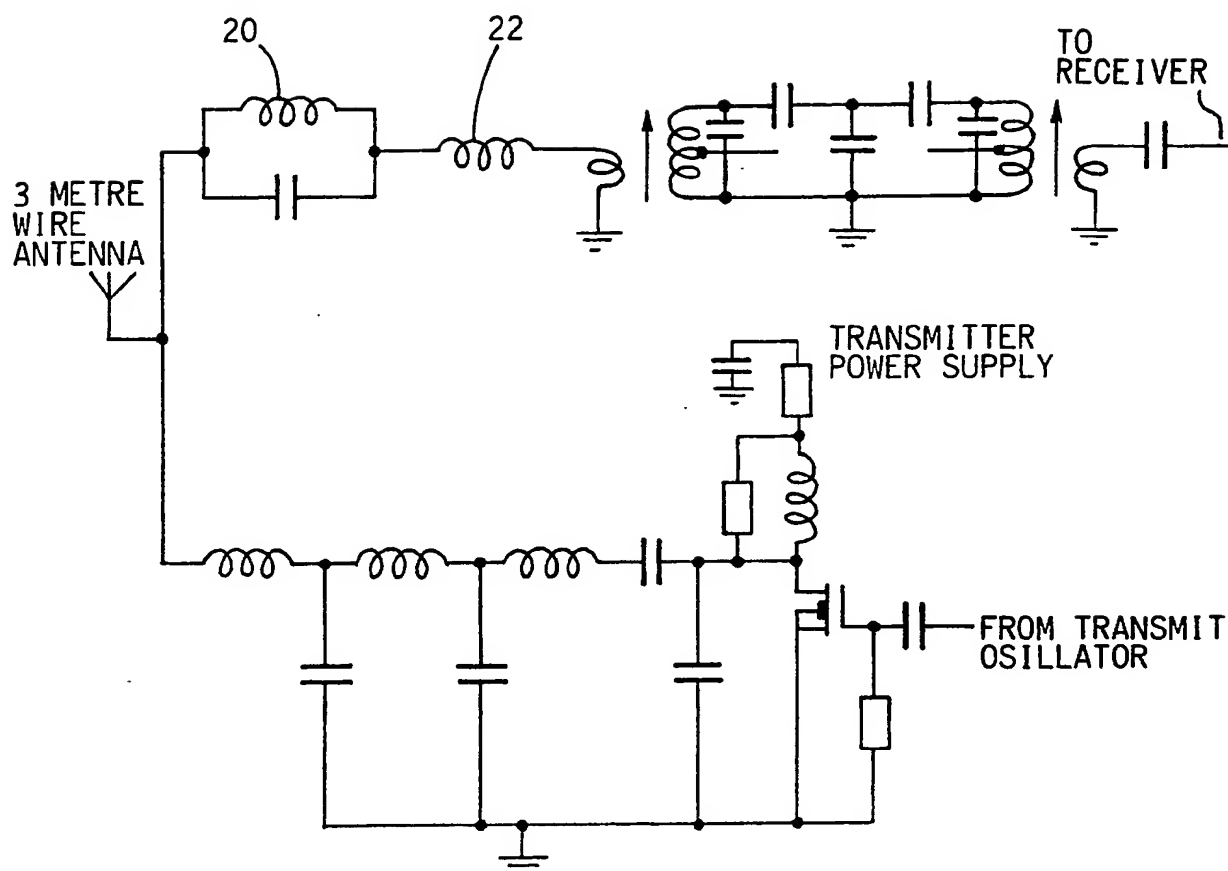 20
22
TO
RECEIVER
3 METRE
WIRE
ANTENNA
TRANSMITTER
POWER SUPPLY
FROM TRANSMIT
OSILLATOR